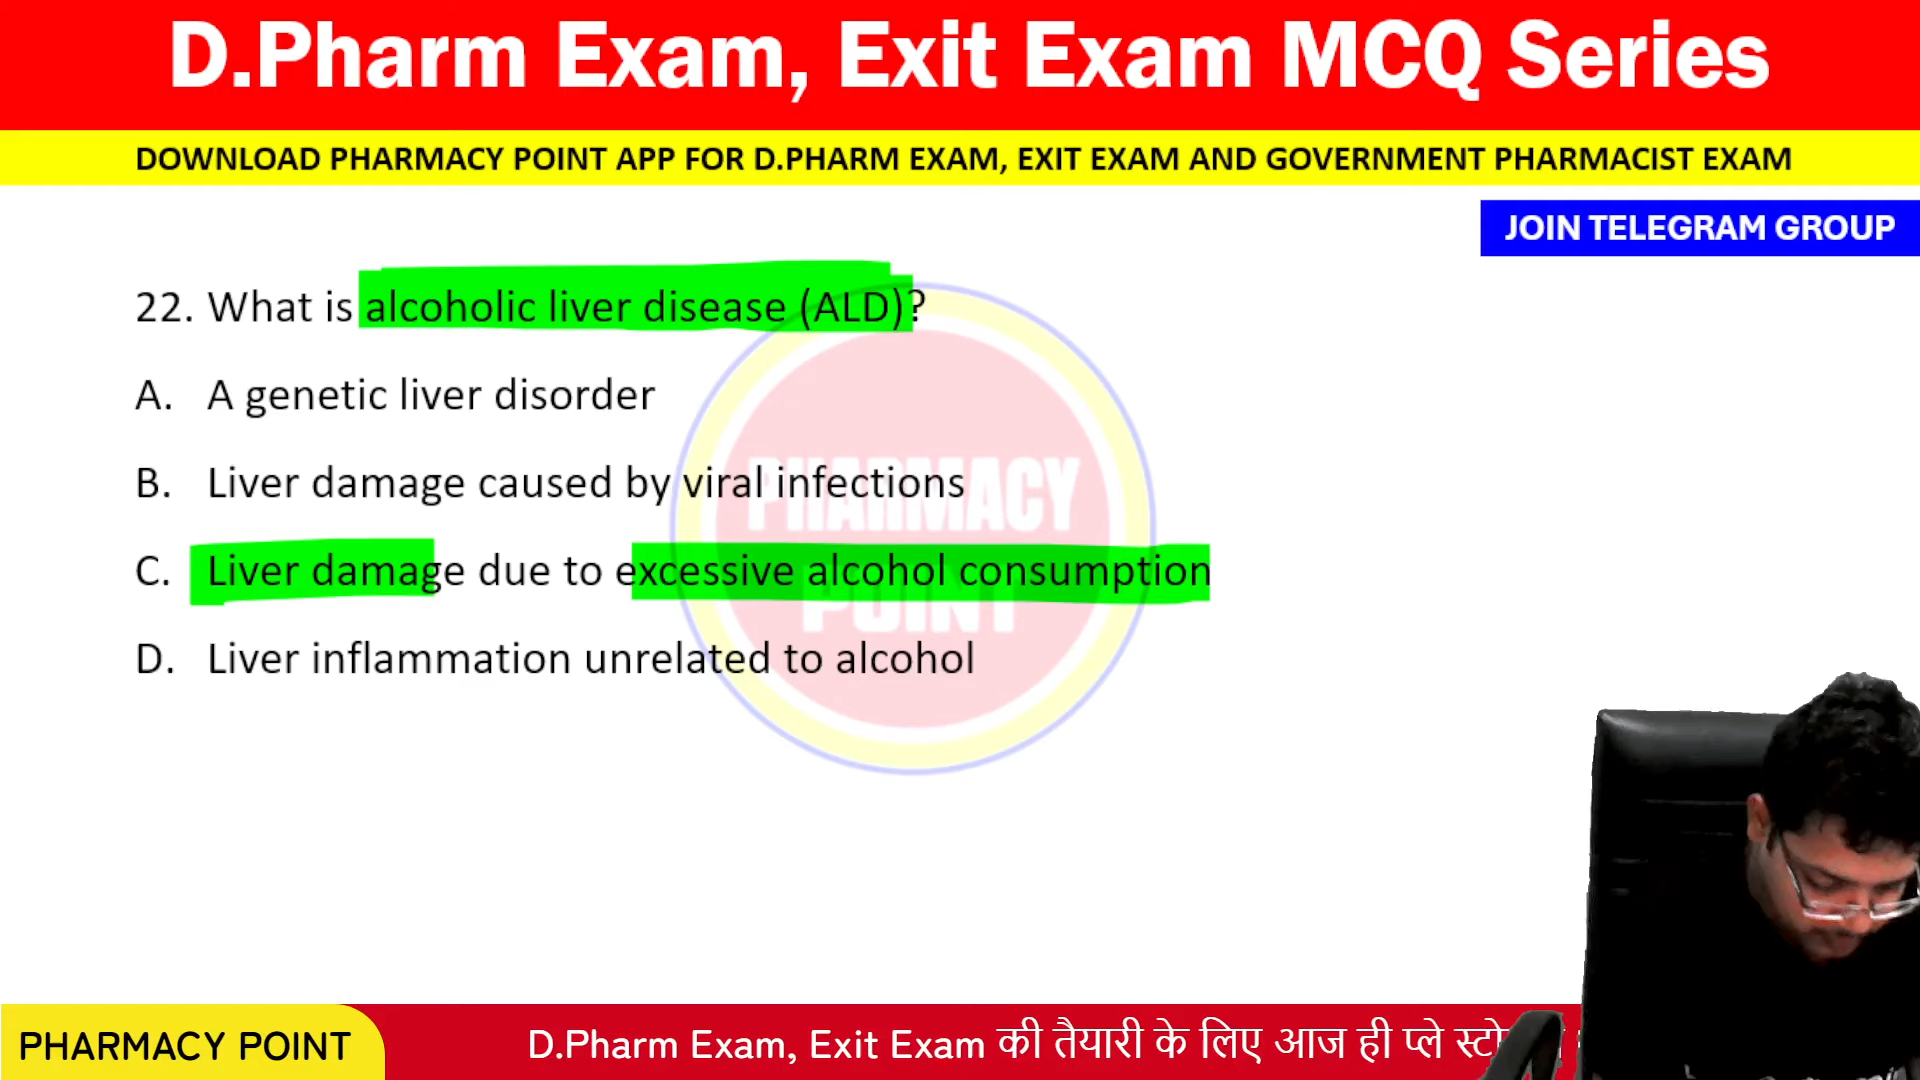 D.Pharm Exam, Exit Exam MCQ Series
DOWNLOAD PHARMACY POINT APP FOR D.PHARM EXAM, EXIT EXAM AND GOVERNMENT PHARMACIST EXAM
JOIN TELEGRAM GROUP
22. What is alcoholic liver disease (ALD)?
A. A genetic liver disorder
B. Liver damage caused by viral infections
C. Liver damage due to excessive alcohol consumption
D. Liver inflammation unrelated to alcohol
PHARMACY
POINT
PHARMACY POINT
D.Pharm Exam, Exit Exam की तैयारी के लिए आज ही प्ले